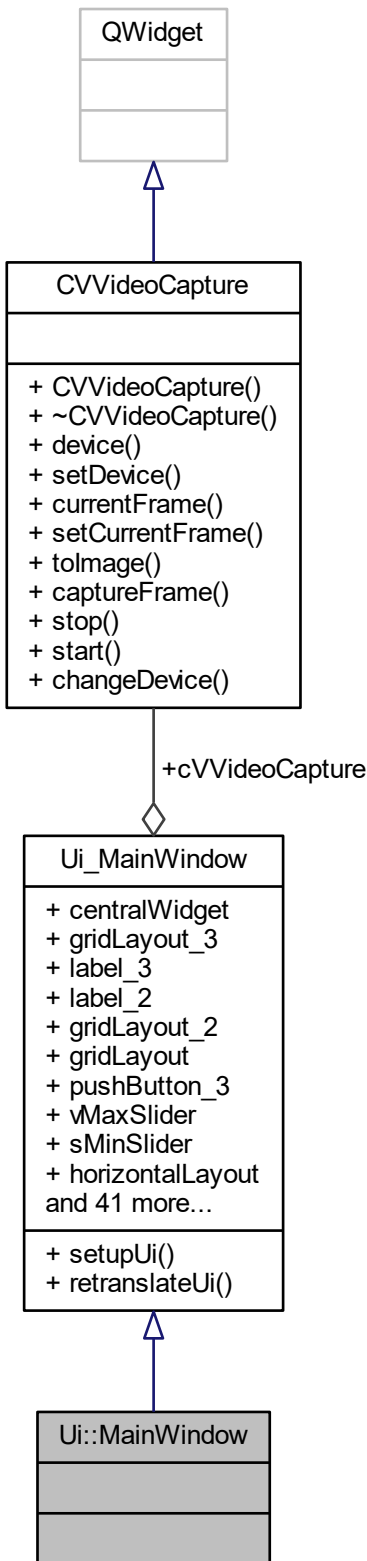 QWidget
CVVideoCapture
+ CVVideoCapture()
+ ~CVVideoCapture()
+ device()
+ setDevice()
+ currentFrame()
+ setCurrentFrame()
+ toImage()
+ captureFrame()
+ stop()
+ start()
+ changeDevice()
+cVVideoCapture
Ui_MainWindow
+ centralWidget
+ gridLayout_3
+ label_3
+ label_2
+ gridLayout_2
+ gridLayout
+ pushButton_3
+ vMaxSlider
+ sMinSlider
+ horizontalLayout
and 41 more...
+ setupUi()
+ retranslateUi()
Ui::MainWindow